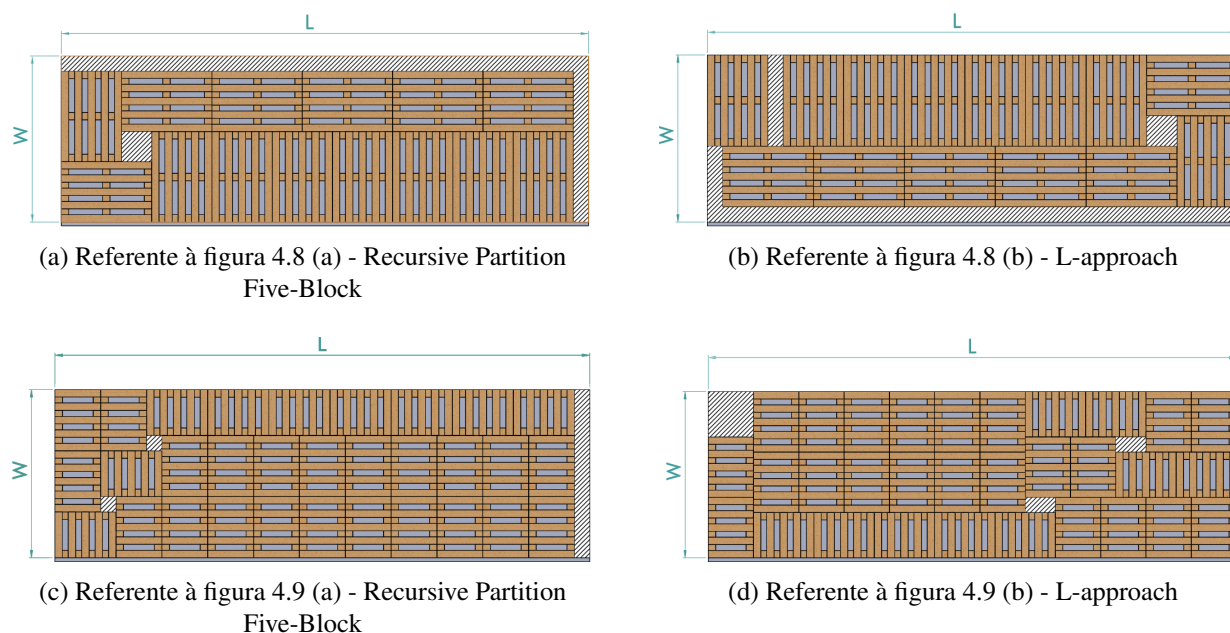 L
L
W
W
(a) Referente à figura 4.8 (a) - Recursive Partition
Five-Block
(b) Referente à figura 4.8 (b) - L-approach
L
L
W
W
(c) Referente à figura 4.9 (a) - Recursive Partition
Five-Block
(d) Referente à figura 4.9 (b) - L-approach